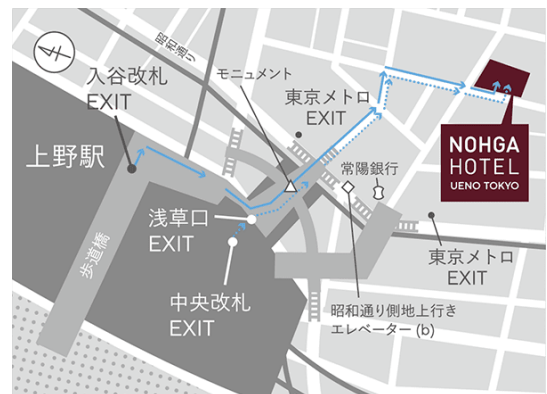 昭和通り
入谷改札
EXIT
モニュメント
東京メトロ
EXIT
上野駅
NOHGA
HOTEL
UENO TOKYO
常陽銀行
浅草口
EXIT
歩道橋
東京メトロ
EXIT
中央改札
EXIT
昭和通り側地上行き
エレベーター (b)